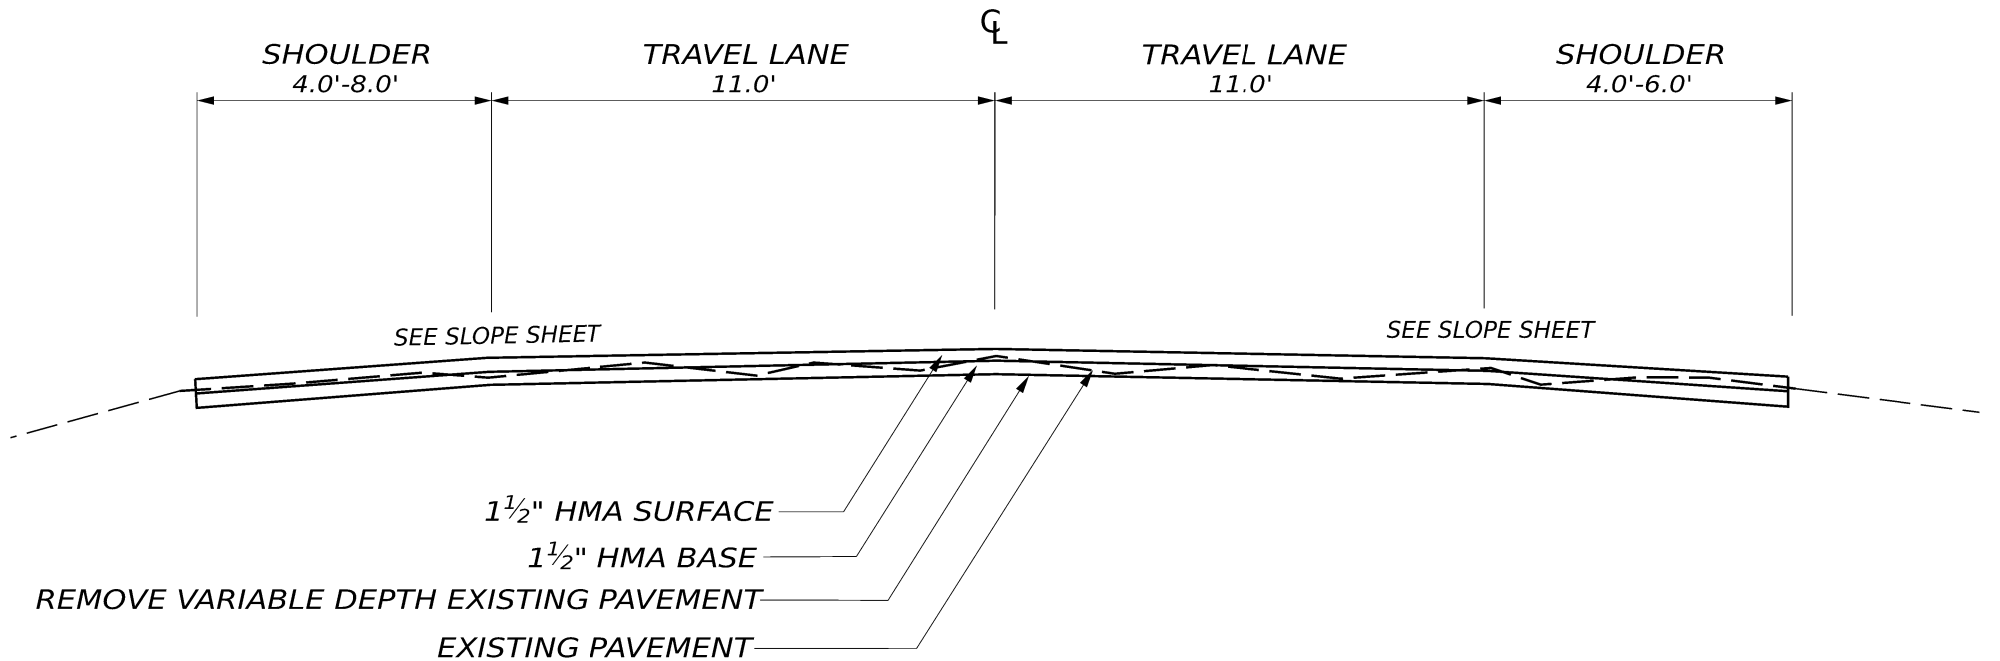 ℄
SHOULDER
4.0'-8.0'
TRAVEL LANE
11.0'
TRAVEL LANE
11.0'
SHOULDER
4.0'-6.0'
SEE SLOPE SHEET
SEE SLOPE SHEET
1½" HMA SURFACE
1½" HMA BASE
REMOVE VARIABLE DEPTH EXISTING PAVEMENT
EXISTING PAVEMENT